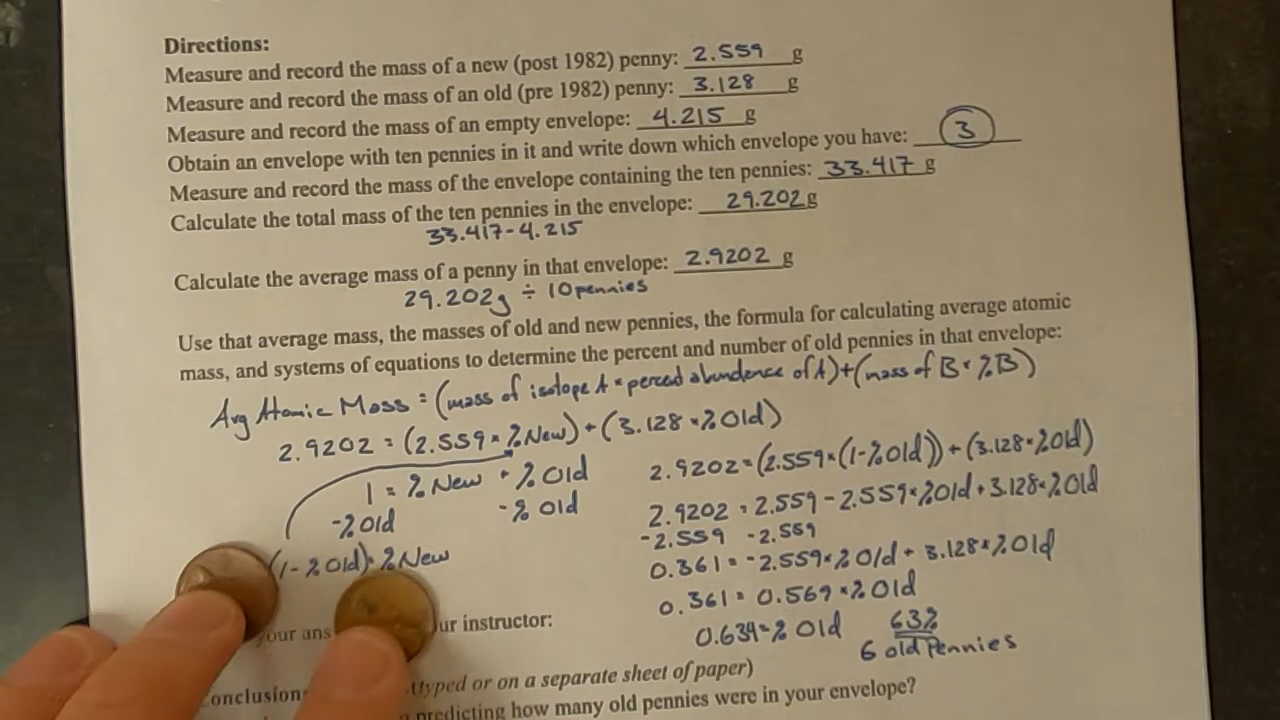 Directions:
Measure and record the mass of a new (post 1982) penny: 2.559 g
Measure and record the mass of an old (pre 1982) penny: 3.128 g
Measure and record the mass of an empty envelope: 4.215 g
Obtain an envelope with ten pennies in it and write down which envelope you have: 3
Measure and record the mass of the envelope containing the ten pennies: 33.417 g
Calculate the total mass of the ten pennies in the envelope: 29.202 g
33.417-4.215
Calculate the average mass of a penny in that envelope: 2.9202 g
29.202g ÷ 10 pennies
Use that average mass, the masses of old and new pennies, the formula for calculating average atomic
mass, and systems of equations to determine the percent and number of old pennies in that envelope:
Avg Atomic Mass = (mass of isotope A × percent abundance of A) + (mass of B × %B)
2.9202 = (2.559 × %New) + (3.128 × % Old)
1 = % New + % Old
-% Old - % Old
(1 - % Old) = % New
2.9202 = (2.559 × (1-% Old)) + (3.128 × % Old)
2.9202 = 2.559 - 2.559 × % Old + 3.128 × % Old
-2.559 -2.559
0.361 = -2.559 × % Old + 3.128 × % Old
0.361 = 0.569 × % Old
0.634 = % Old 63%
6 old Pennies
your ans ur instructor:
onclusion typed or on a separate sheet of paper)
predicting how many old pennies were in your envelope?